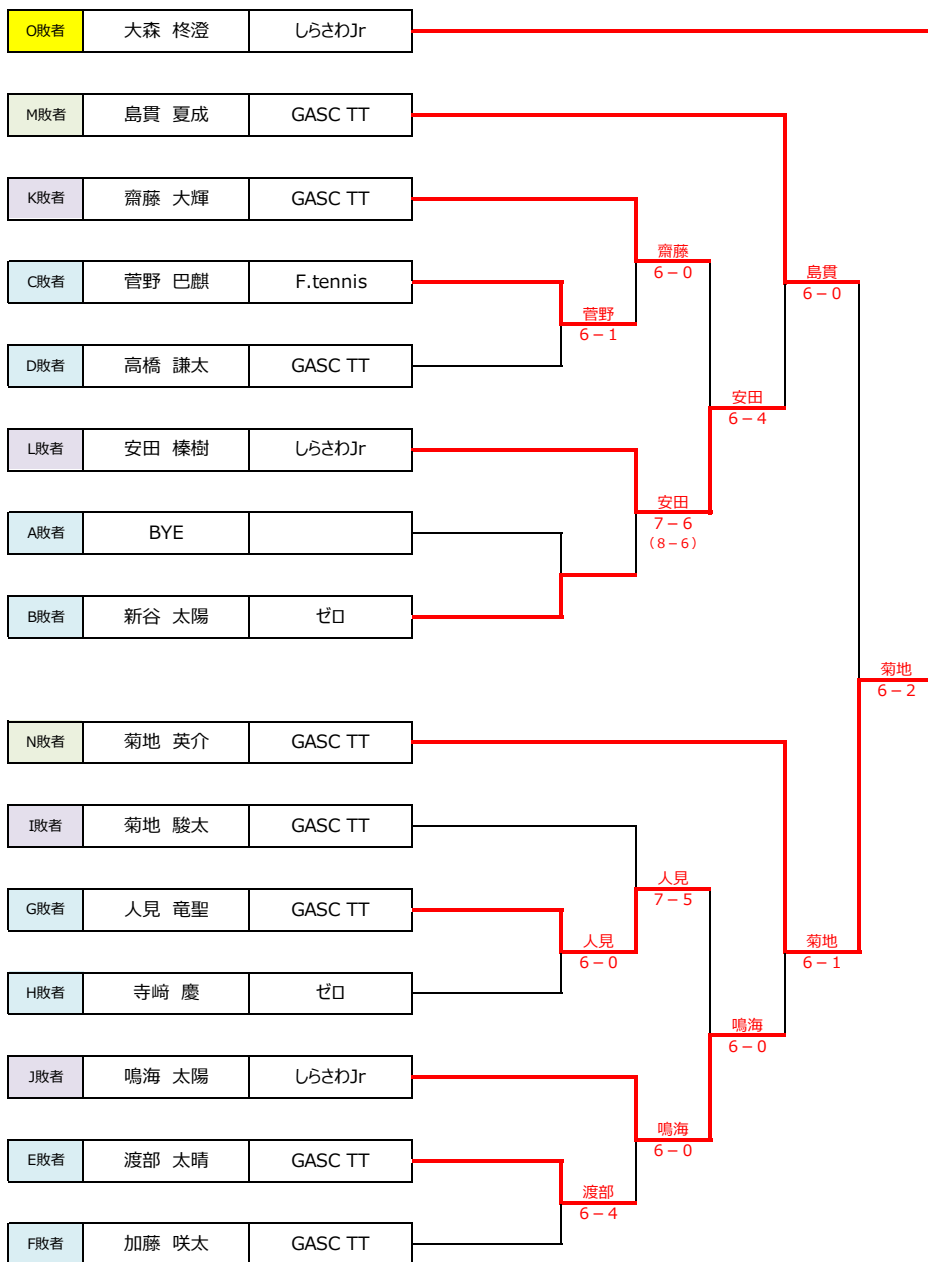 O敗者 大森 柊澄 しらさわJr
M敗者 島貫 夏成 GASC TT
K敗者 齋藤 大輝 GASC TT
齋藤
6－0
C敗者 菅野 巴麒 F.tennis
島貫
6－0
菅野
6－1
D敗者 高橋 謙太 GASC TT
安田
6－4
L敗者 安田 榛樹 しらさわJr
安田
7－6
（8－6）
A敗者 BYE
B敗者 新谷 太陽 ゼロ
菊地
6－2
N敗者 菊地 英介 GASC TT
I敗者 菊地 駿太 GASC TT
人見
7－5
G敗者 人見 竜聖 GASC TT
人見
6－0
菊地
6－1
H敗者 寺﨑 慶 ゼロ
鳴海
6－0
J敗者 鳴海 太陽 しらさわJr
鳴海
6－0
E敗者 渡部 太晴 GASC TT
渡部
6－4
F敗者 加藤 咲太 GASC TT